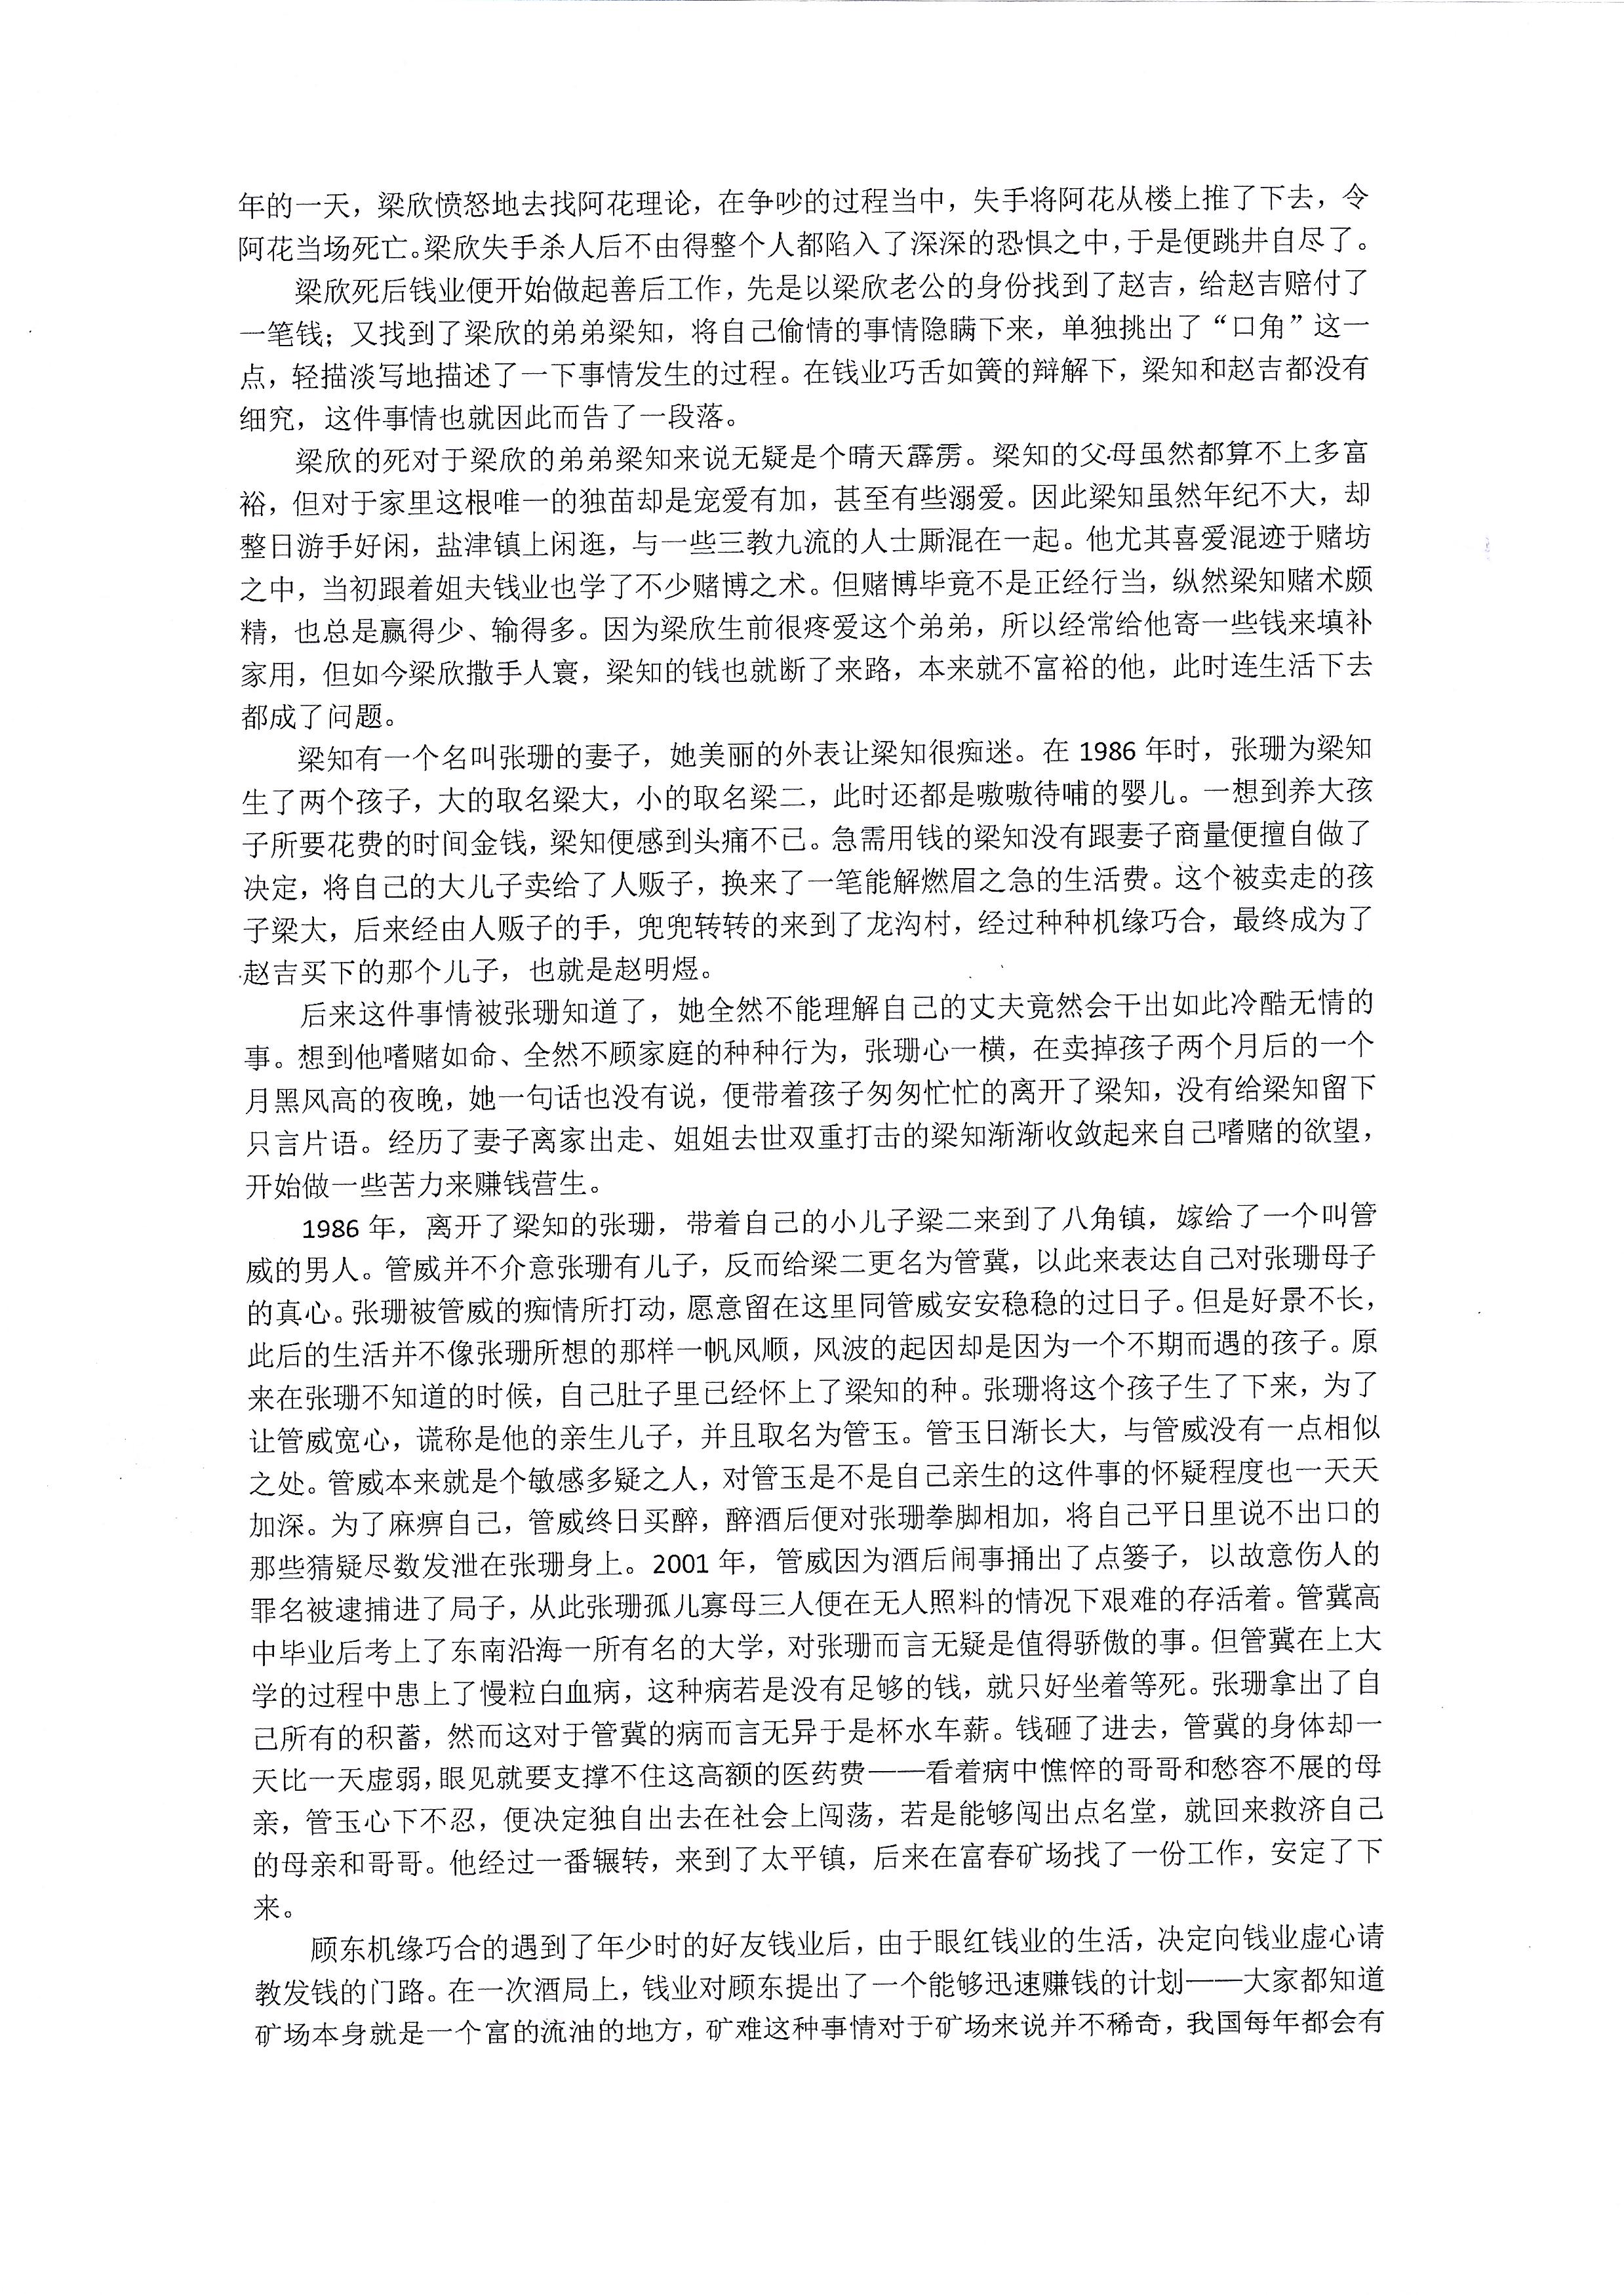 年的一天，梁欣愤怒地去找阿花理论，在争吵的过程当中，失手将阿花从楼上推了下去，令
阿花当场死亡。梁欣失手杀人后不由得整个人都陷入了深深的恐惧之中，于是便跳井自尽了。
梁欣死后钱业便开始做起善后工作，先是以梁欣老公的身份找到了赵吉，给赵吉赔付了
一笔钱；又找到了梁欣的弟弟梁知，将自己偷情的事情隐瞒下来，单独挑出了“口角”这一
点，轻描淡写地描述了一下事情发生的过程。在钱业巧舌如簧的辩解下，梁知和赵吉都没有
细究，这件事情也就因此而告了一段落。
梁欣的死对于梁欣的弟弟梁知来说无疑是个晴天霹雳。梁知的父母虽然都算不上多富
裕，但对于家里这根唯一的独苗却是宠爱有加，甚至有些溺爱。因此梁知虽然年纪不大，却
整日游手好闲，盐津镇上闲逛，与一些三教九流的人士厮混在一起。他尤其喜爱混迹于赌坊
之中，当初跟着姐夫钱业也学了不少赌博之术。但赌博毕竟不是正经行当，纵然梁知赌术颇
精，也总是赢得少、输得多。因为梁欣生前很疼爱这个弟弟，所以经常给他寄一些钱来填补
家用，但如今梁欣撒手人寰，梁知的钱也就断了来路，本来就不富裕的他，此时连生活下去
都成了问题。
梁知有一个名叫张珊的妻子，她美丽的外表让梁知很痴迷。在 1986 年时，张珊为梁知
生了两个孩子，大的取名梁大，小的取名梁二，此时还都是嗷嗷待哺的婴儿。一想到养大孩
子所要花费的时间金钱，梁知便感到头痛不已。急需用钱的梁知没有跟妻子商量便擅自做了
决定，将自己的大儿子卖给了人贩子，换来了一笔能解燃眉之急的生活费。这个被卖走的孩
子梁大，后来经由人贩子的手，兜兜转转的来到了龙沟村，经过种种机缘巧合，最终成为了
赵吉买下的那个儿子，也就是赵明煜。
后来这件事情被张珊知道了，她全然不能理解自己的丈夫竟然会干出如此冷酷无情的
事。想到他嗜赌如命、全然不顾家庭的种种行为，张珊心一横，在卖掉孩子两个月后的一个
月黑风高的夜晚，她一句话也没有说，便带着孩子匆匆忙忙的离开了梁知，没有给梁知留下
只言片语。经历了妻子离家出走、姐姐去世双重打击的梁知渐渐收敛起来自己嗜赌的欲望，
开始做一些苦力来赚钱营生。
1986 年，离开了梁知的张珊，带着自己的小儿子梁二来到了八角镇，嫁给了一个叫管
威的男人。管威并不介意张珊有儿子，反而给梁二更名为管冀，以此来表达自己对张珊母子
的真心。张珊被管威的痴情所打动，愿意留在这里同管威安安稳稳的过日子。但是好景不长，
此后的生活并不像张珊所想的那样一帆风顺，风波的起因却是因为一个不期而遇的孩子。原
来在张珊不知道的时候，自己肚子里已经怀上了梁知的种。张珊将这个孩子生了下来，为了
让管威宽心，谎称是他的亲生儿子，并且取名为管玉。管玉日渐长大，与管威没有一点相似
之处。管威本来就是个敏感多疑之人，对管玉是不是自己亲生的这件事的怀疑程度也一天天
加深。为了麻痹自己，管威终日买醉，醉酒后便对张珊拳脚相加，将自己平日里说不出口的
那些猜疑尽数发泄在张珊身上。2001 年，管威因为酒后闹事捅出了点篓子，以故意伤人的
罪名被逮捕进了局子，从此张珊孤儿寡母三人便在无人照料的情况下艰难的存活着。管冀高
中毕业后考上了东南沿海一所有名的大学，对张珊而言无疑是值得骄傲的事。但管冀在上大
学的过程中患上了慢粒白血病，这种病若是没有足够的钱，就只好坐着等死。张珊拿出了自
己所有的积蓄，然而这对于管冀的病而言无异于是杯水车薪。钱砸了进去，管冀的身体却一
天比一天虚弱，眼见就要支撑不住这高额的医药费——看着病中憔悴的哥哥和愁容不展的母
亲，管玉心下不忍，便决定独自出去在社会上闯荡，若是能够闯出点名堂，就回来救济自己
的母亲和哥哥。他经过一番辗转，来到了太平镇，后来在富春矿场找了一份工作，安定了下
来。
顾东机缘巧合的遇到了年少时的好友钱业后，由于眼红钱业的生活，决定向钱业虚心请
教发钱的门路。在一次酒局上，钱业对顾东提出了一个能够迅速赚钱的计划——大家都知道
矿场本身就是一个富的流油的地方，矿难这种事情对于矿场来说并不稀奇，我国每年都会有